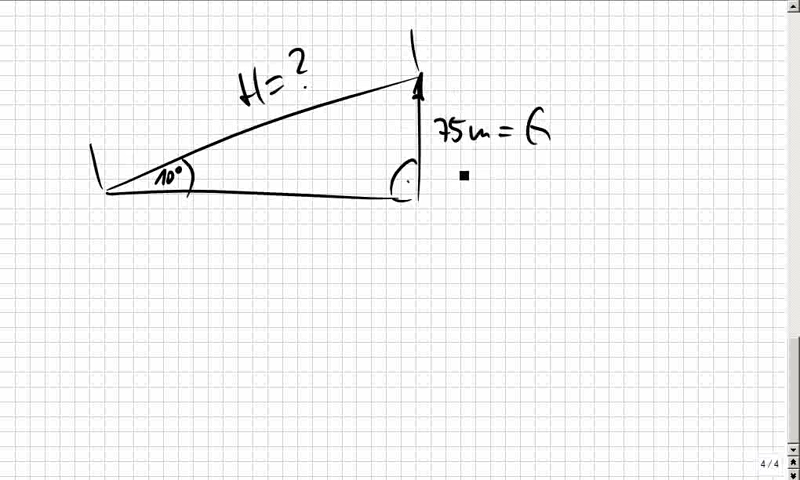 H = ?
75m = G
10°
4 / 4